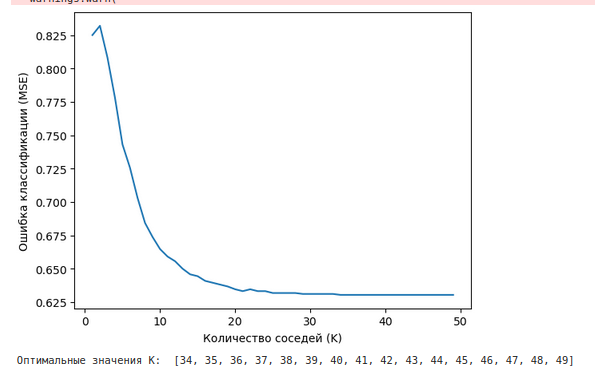 warnings.warn(
0.825
0.800
0.775
0.750
0.725
0.700
0.675
0.650
0.625
Ошибка классификации (MSE)
0 10 20 30 40 50
Количество соседей (K)
Оптимальные значения K: [34, 35, 36, 37, 38, 39, 40, 41, 42, 43, 44, 45, 46, 47, 48, 49]